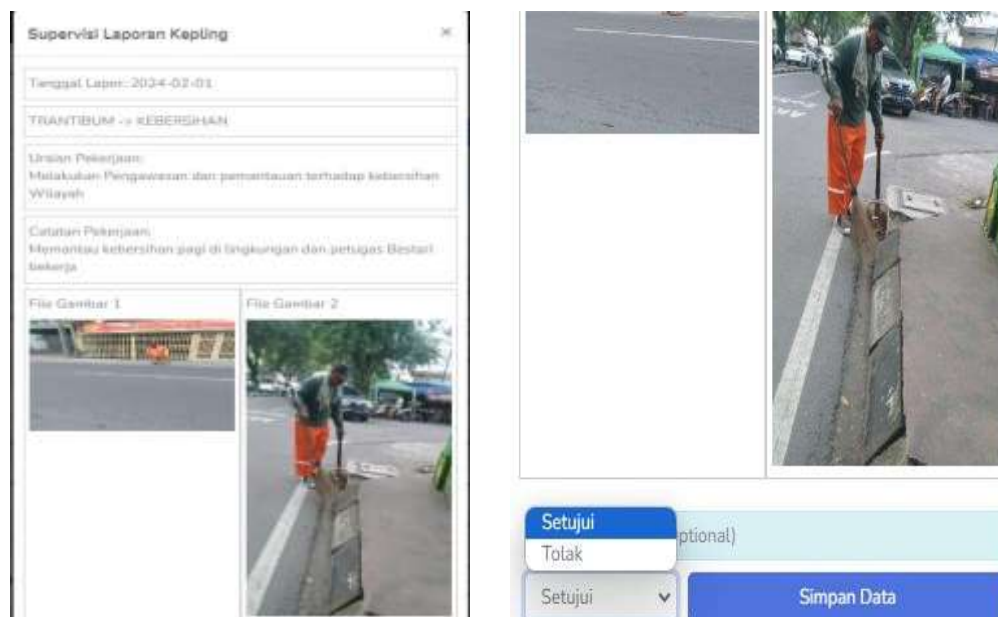 Supervisi Laporan Kepling
×
Tanggal Lapor: 2024-02-01
TRANTIBUM -> KEBERSIHAN
Uraian Pekerjaan:
Melakukan Pengawasan dan pemantauan terhadap kebersihan
Wilayah
Catatan Pekerjaan:
Memantau kebersihan pagi di lingkungan dan petugas Bestari
bekerja
File Gambar 1
File Gambar 2
Setujui
Tolak
ptional)
Setujui
Simpan Data